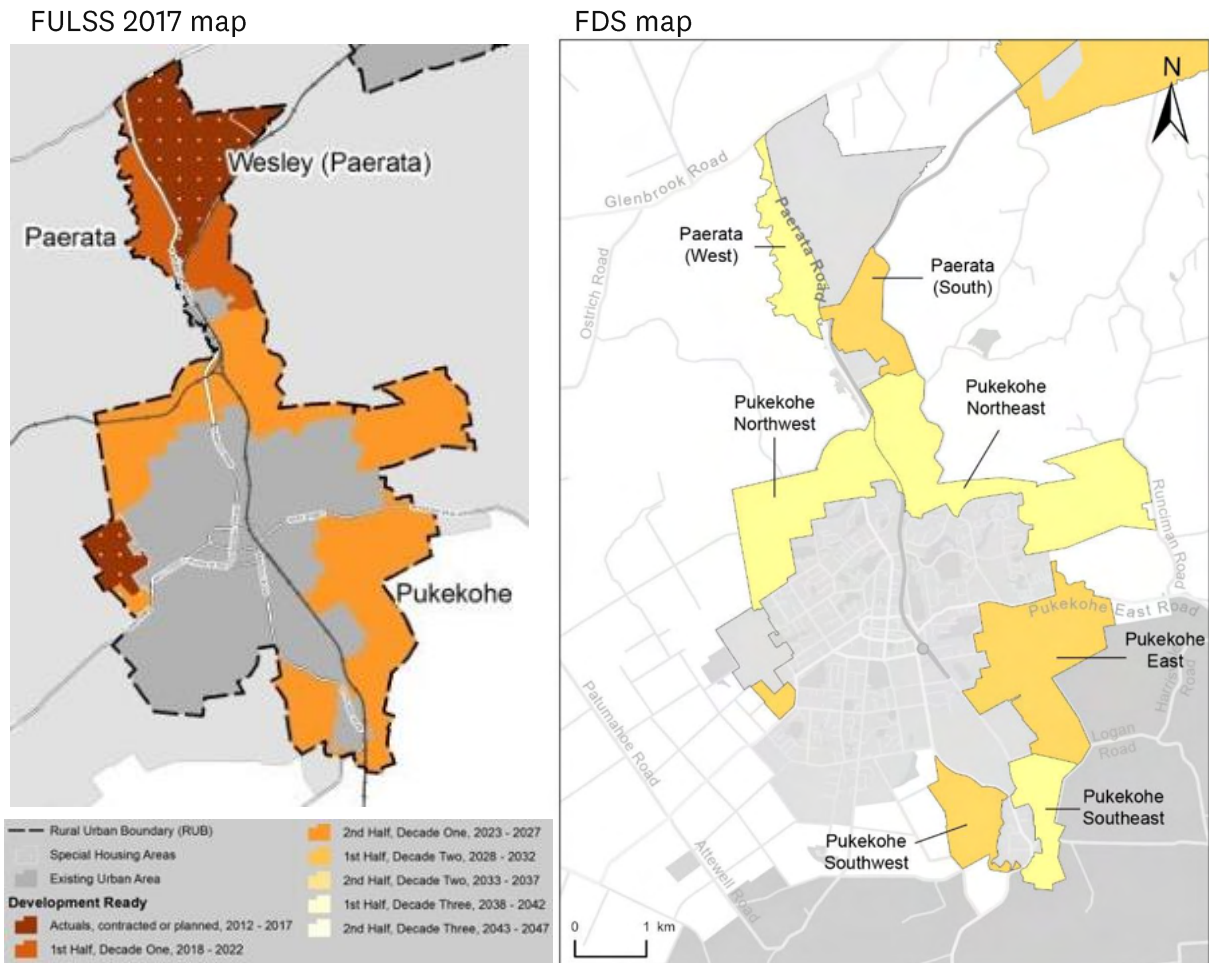 FULSS 2017 map
Wesley (Paerata)
Paerata
Pukekohe
Rural Urban Boundary (RUB)
Special Housing Areas
Existing Urban Area
Development Ready
Actuals, contracted or planned, 2012 - 2017
1st Half, Decade One, 2018 - 2022
2nd Half, Decade One, 2023 - 2027
1st Half, Decade Two, 2028 - 2032
2nd Half, Decade Two, 2033 - 2037
1st Half, Decade Three, 2038 - 2042
2nd Half, Decade Three, 2043 - 2047
FDS map
N
Glenbrook Road
Paerata Road
Ostrich Road
Paerata
(West)
Paerata
(South)
Pukekohe
Northeast
Pukekohe
Northwest
Runciman Road
Pukekohe East Road
Pukekohe
East
Road
Logan
Road
Patumahoe Road
Pukekohe
Southeast
Pukekohe
Southwest
Attewell Road
0 1 km